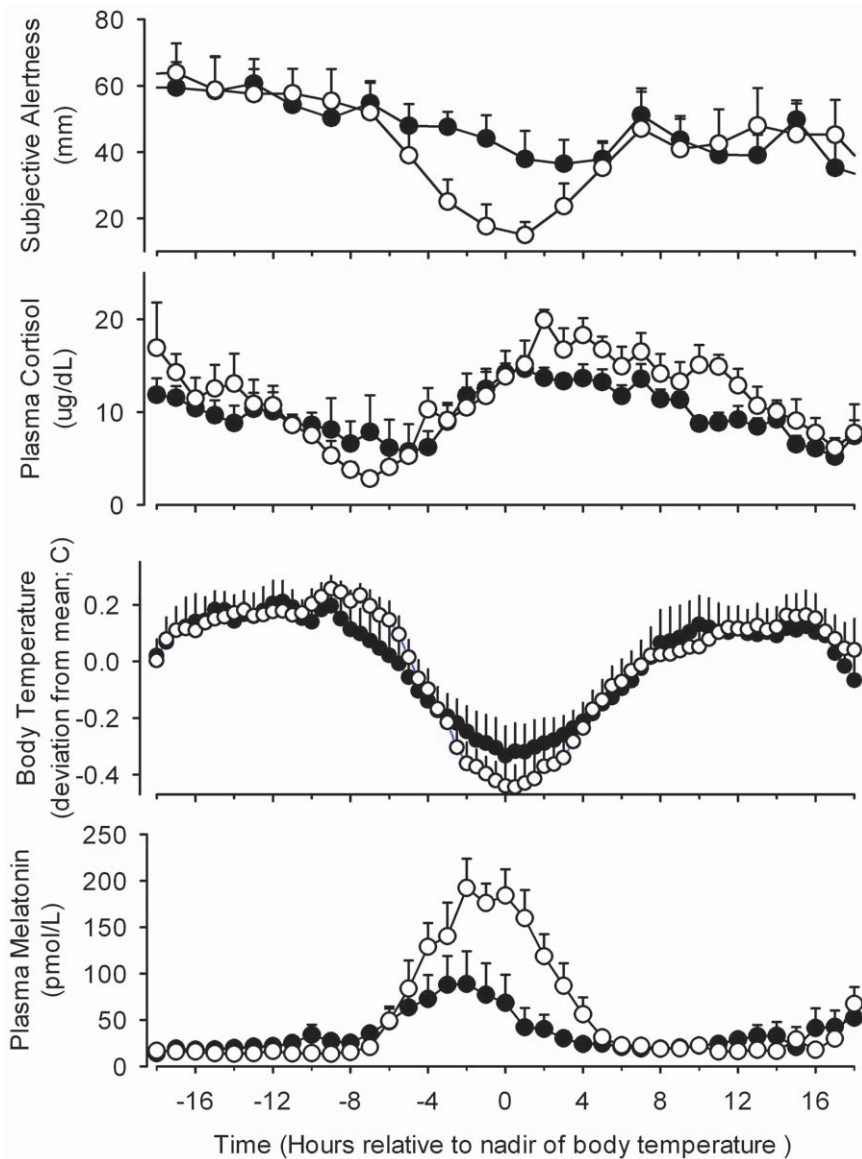 Subjective Alertness
(mm)
80
60
40
20
Plasma Cortisol
(ug/dL)
20
10
0
Body Temperature
(deviation from mean; C)
0.2
0.0
-0.2
-0.4
Plasma Melatonin
(pmol/L)
250
200
150
100
50
0
-16 -12 -8 -4 0 4 8 12 16
Time (Hours relative to nadir of body temperature )